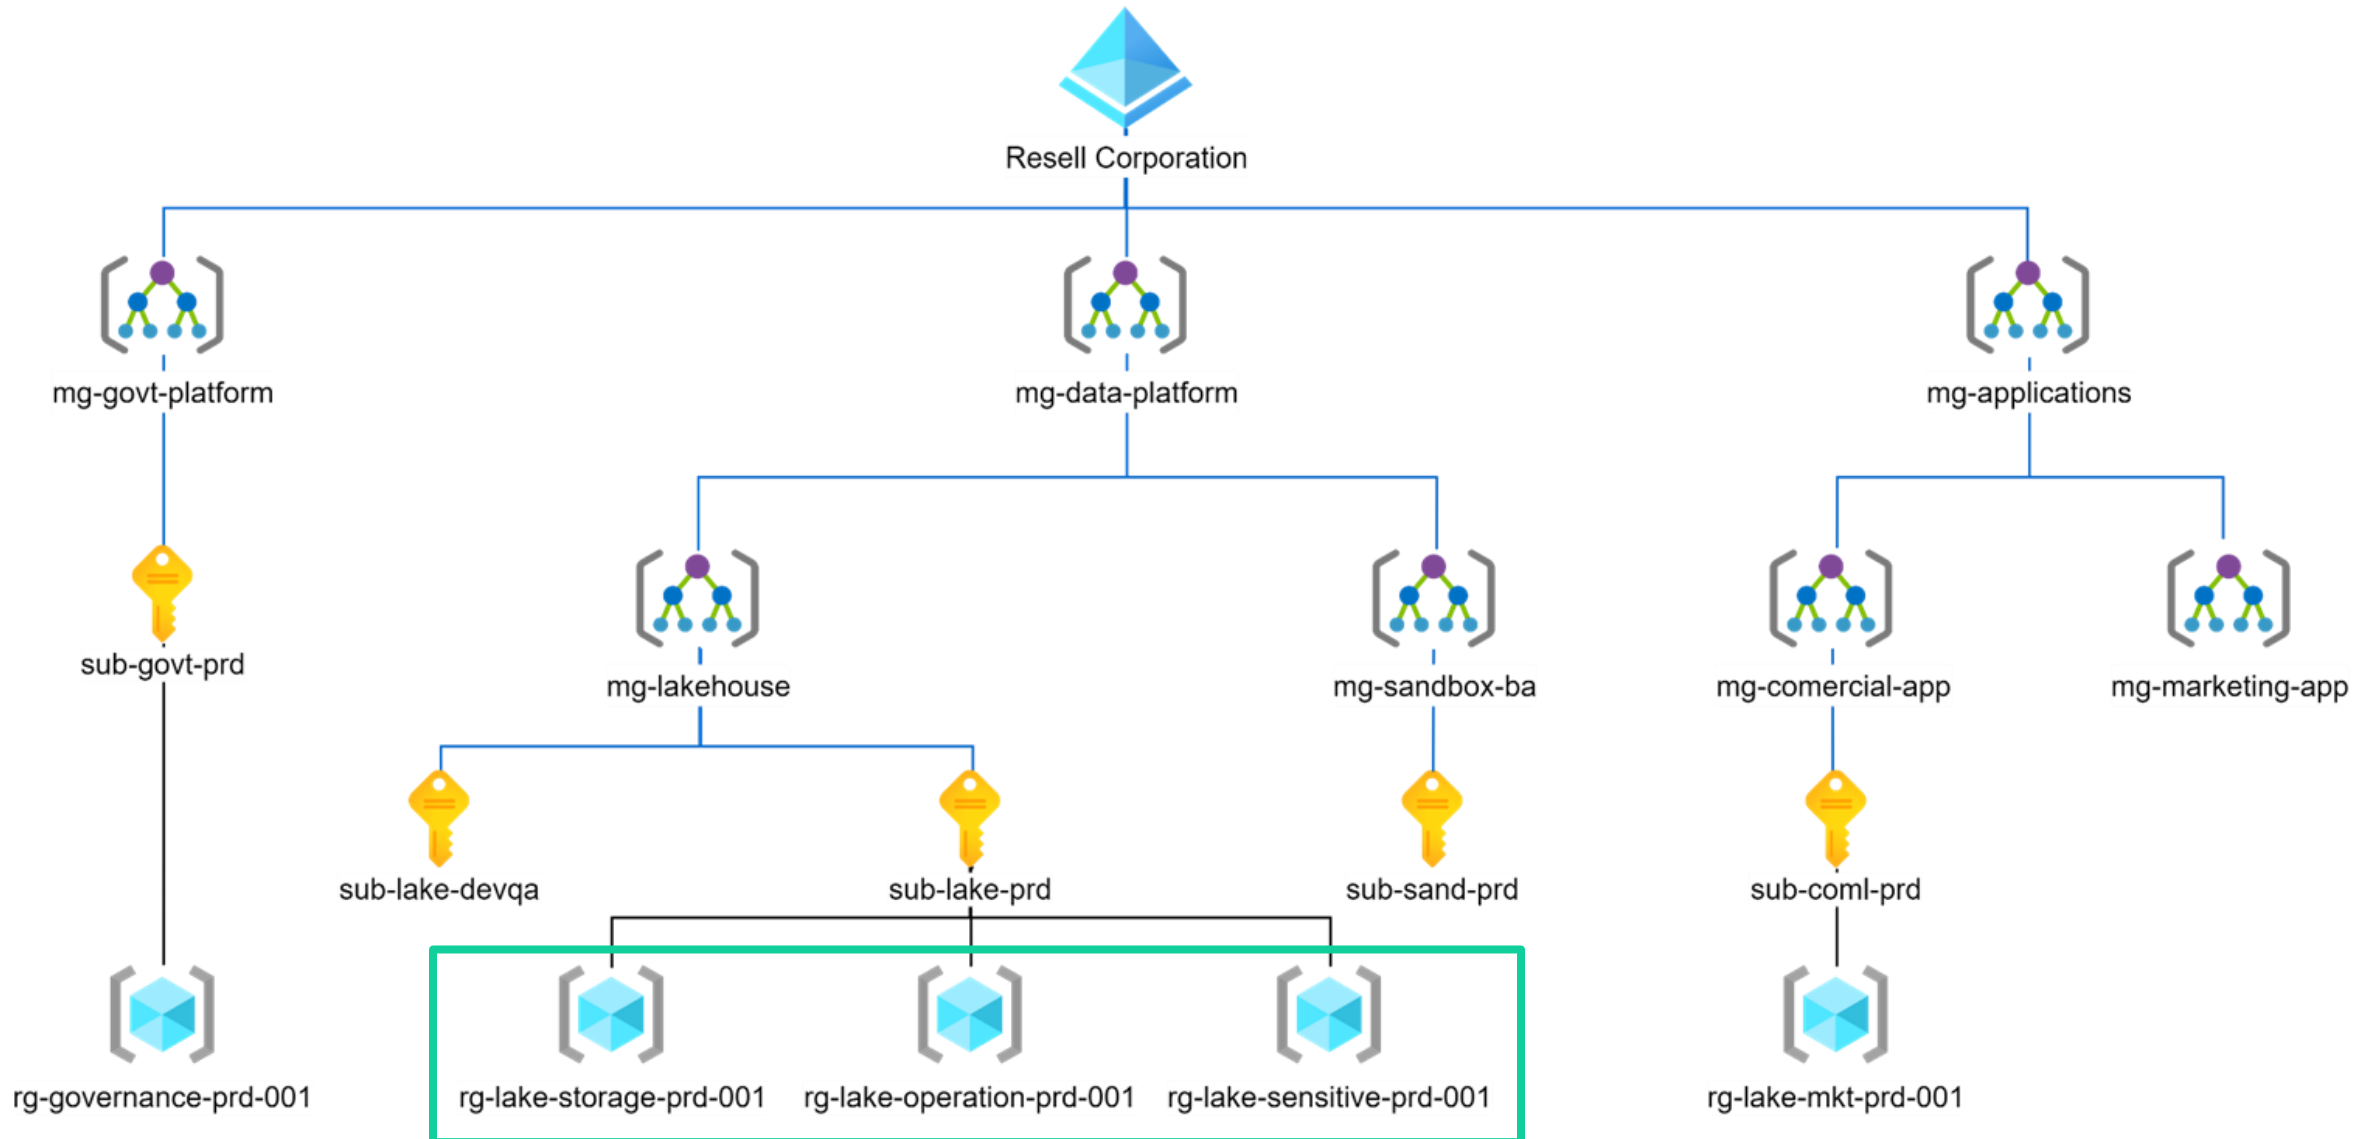 Resell Corporation
mg-govt-platform
mg-data-platform
mg-applications
sub-govt-prd
mg-lakehouse
mg-sandbox-ba
mg-comercial-app
mg-marketing-app
sub-lake-devqa
sub-lake-prd
sub-sand-prd
sub-coml-prd
rg-governance-prd-001
rg-lake-storage-prd-001
rg-lake-operation-prd-001
rg-lake-sensitive-prd-001
rg-lake-mkt-prd-001